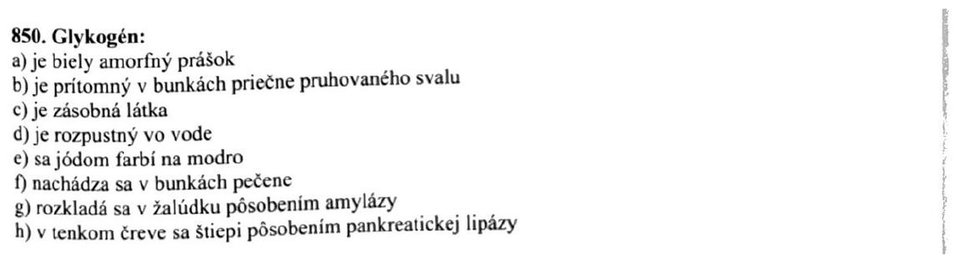 850. Glykogén:
a) je biely amorfný prášok
b) je prítomný v bunkách priečne pruhovaného svalu
c) je zásobná látka
d) je rozpustný vo vode
e) sa jódom farbí na modro
f) nachádza sa v bunkách pečene
g) rozkladá sa v žalúdku pôsobením amylázy
h) v tenkom čreve sa štiepi pôsobením pankreatickej lipázy